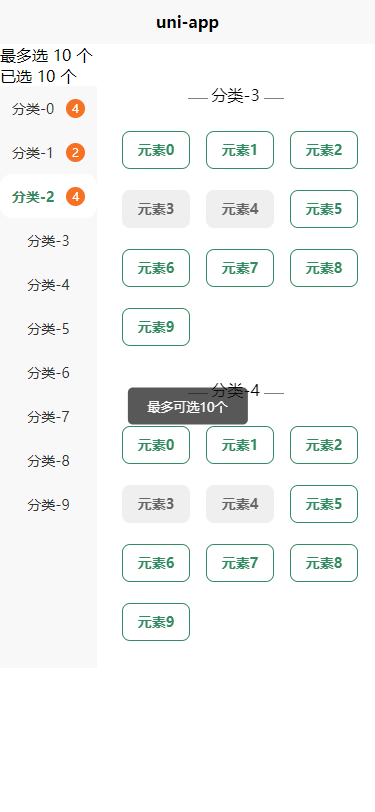 uni-app
最多选 10 个
已选 10 个
分类-0 4
分类-1 2
分类-2 4
分类-3
分类-4
分类-5
分类-6
分类-7
分类-8
分类-9
分类-3
元素0 元素1 元素2
元素3 元素4 元素5
元素6 元素7 元素8
元素9
分类-4
最多可选10个
元素0 元素1 元素2
元素3 元素4 元素5
元素6 元素7 元素8
元素9